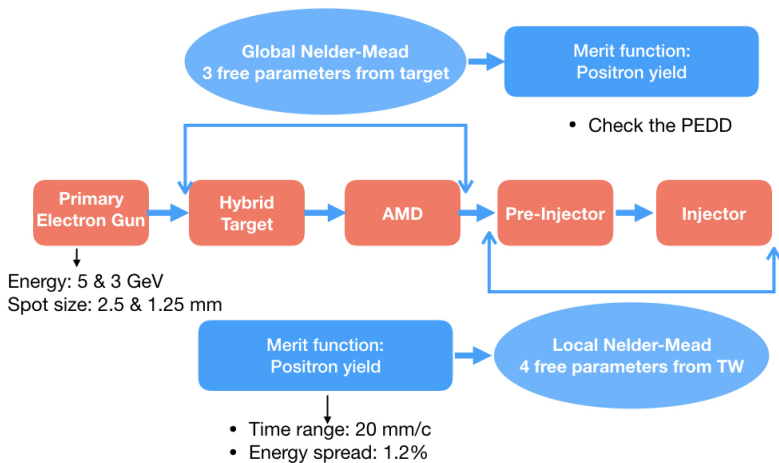 Global Nelder-Mead
3 free parameters from target
Merit function:
Positron yield
• Check the PEDD
Primary
Electron Gun
Hybrid
Target
AMD
Pre-Injector
Injector
Energy: 5 & 3 GeV
Spot size: 2.5 & 1.25 mm
Merit function:
Positron yield
Local Nelder-Mead
4 free parameters from TW
• Time range: 20 mm/c
• Energy spread: 1.2%